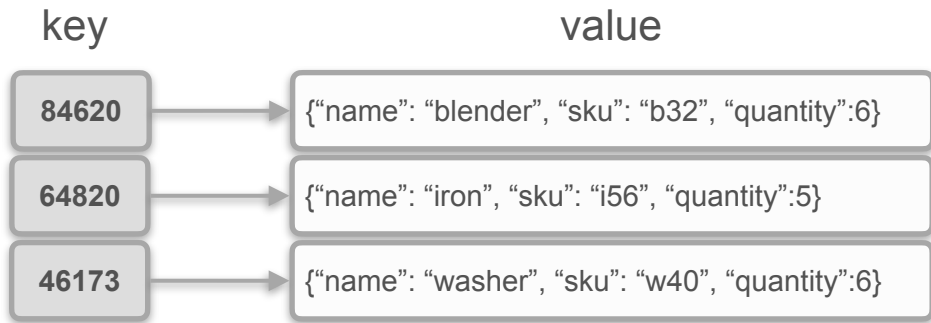 key value
84620 {“name”: “blender”, “sku”: “b32”, “quantity”:6}
64820 {“name”: “iron”, “sku”: “i56”, “quantity”:5}
46173 {“name”: “washer”, “sku”: “w40”, “quantity”:6}